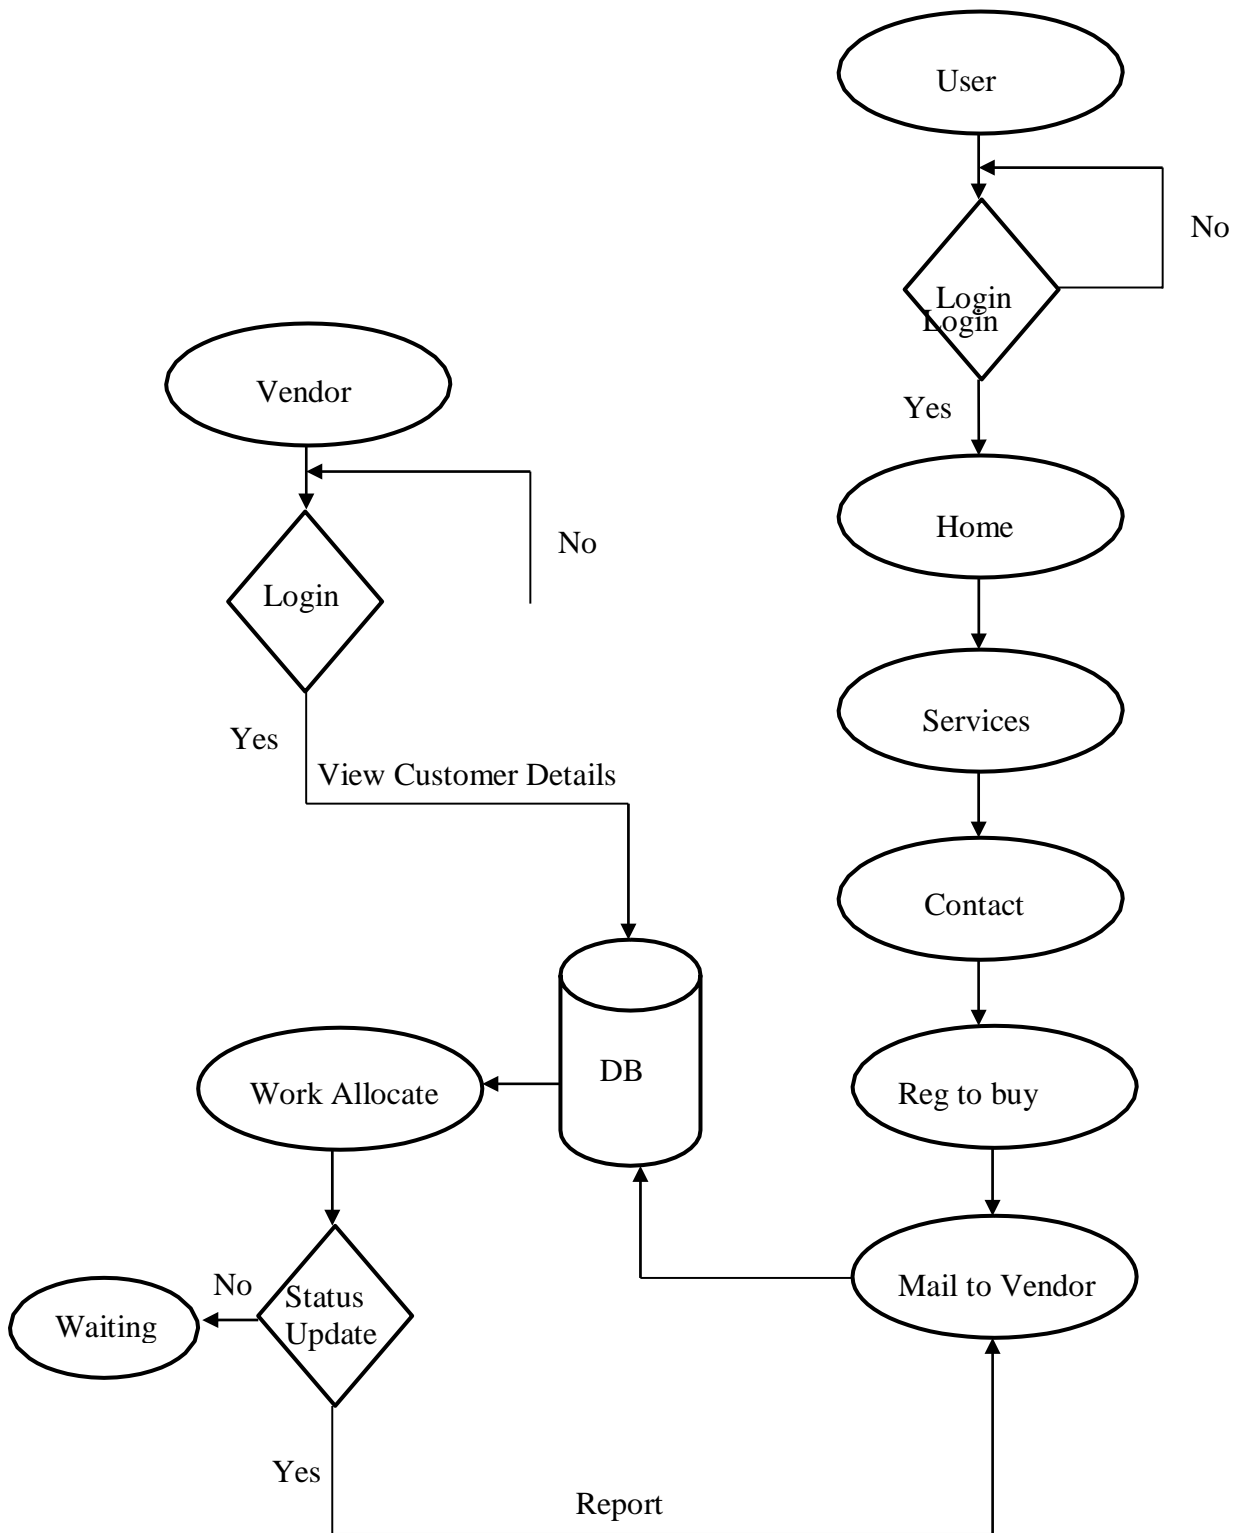 User
No
Login
Login
Vendor
Yes
Home
No
Login
Services
Yes
View Customer Details
Contact
DB
Work Allocate
Reg to buy
No
Status
Update
Mail to Vendor
Waiting
Yes
Report